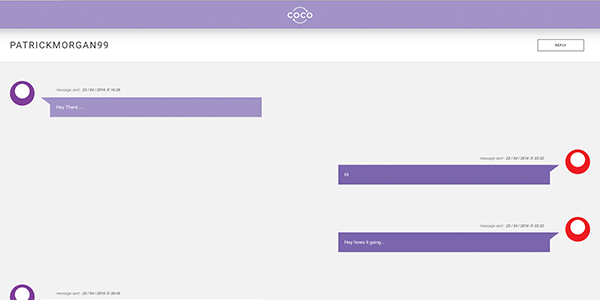 coco
PATRICKMORGAN99
REPLY
message sent : 22 / 04 / 2016 @ 16:28
Hey There ....
message sent : 22 / 04 / 2016 @ 22:32
Hi
message sent : 22 / 04 / 2016 @ 22:32
Hey hows it going...
message sent : 22 / 04 / 2016 @ 20:45